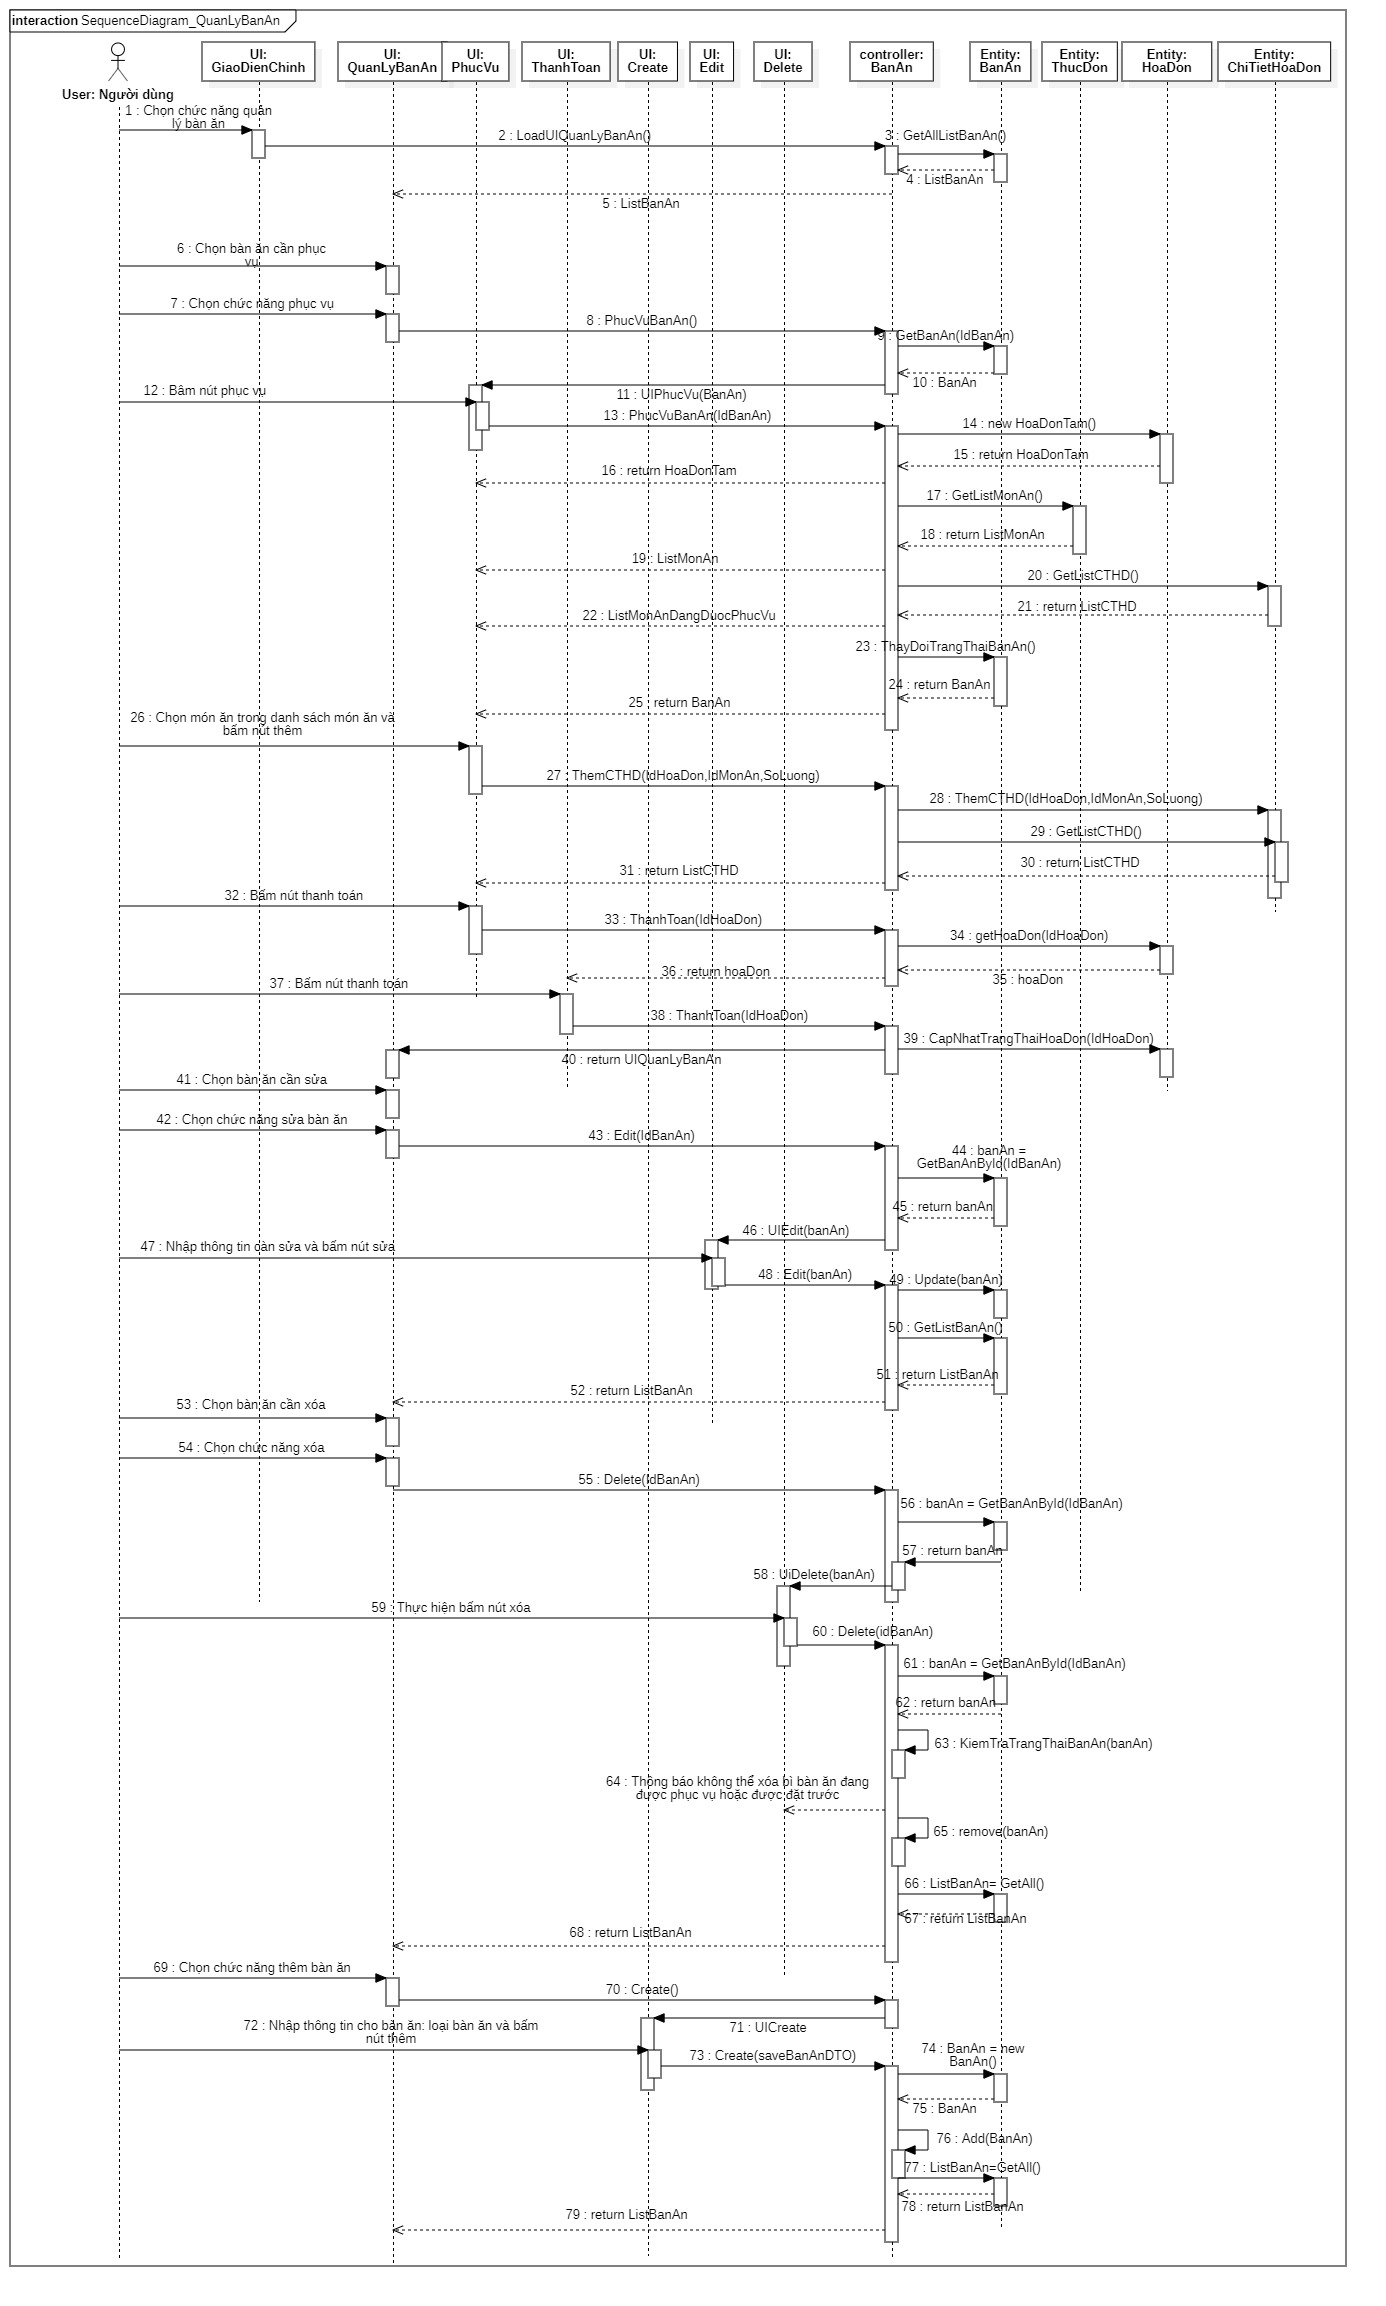 interaction SequenceDiagram_QuanLyBanAn
UI:
GiaoDienChinh
UI:
QuanLyBanAn
UI:
PhucVu
UI:
ThanhToan
UI:
Create
UI:
Edit
UI:
Delete
controller:
BanAn
Entity:
BanAn
Entity:
ThucDon
Entity:
HoaDon
Entity:
ChiTietHoaDon
User: Người dùng
1 : Chọn chức năng quản
lý bàn ăn
2 : LoadUIQuanLyBanAn()
3 : GetAllListBanAn()
4 : ListBanAn
5 : ListBanAn
6 : Chọn bàn ăn cần phục
vụ
7 : Chọn chức năng phục vụ
8 : PhucVuBanAn()
9 : GetBanAn(IdBanAn)
10 : BanAn
11 : UIPhucVu(BanAn)
12 : Bâm nút phục vụ
13 : PhucVuBanAn(IdBanAn)
14 : new HoaDonTam()
15 : return HoaDonTam
16 : return HoaDonTam
17 : GetListMonAn()
18 : return ListMonAn
19 : ListMonAn
20 : GetListCTHD()
21 : return ListCTHD
22 : ListMonAnDangDuocPhucVu
23 : ThayDoiTrangThaiBanAn()
24 : return BanAn
25 : return BanAn
26 : Chọn món ăn trong danh sách món ăn và
bấm nút thêm
27 : ThemCTHD(IdHoaDon,IdMonAn,SoLuong)
28 : ThemCTHD(IdHoaDon,IdMonAn,SoLuong)
29 : GetListCTHD()
30 : return ListCTHD
31 : return ListCTHD
32 : Bấm nút thanh toán
33 : ThanhToan(IdHoaDon)
34 : getHoaDon(IdHoaDon)
35 : hoaDon
36 : return hoaDon
37 : Bấm nút thanh toán
38 : ThanhToan(IdHoaDon)
39 : CapNhatTrangThaiHoaDon(IdHoaDon)
40 : return UIQuanLyBanAn
41 : Chọn bàn ăn cần sửa
42 : Chọn chức năng sửa bàn ăn
43 : Edit(IdBanAn)
44 : banAn =
GetBanAnById(IdBanAn)
45 : return banAn
46 : UIEdit(banAn)
47 : Nhập thông tin càn sửa và bấm nút sửa
48 : Edit(banAn)
49 : Update(banAn)
50 : GetListBanAn()
51 : return ListBanAn
52 : return ListBanAn
53 : Chọn bàn ăn cần xóa
54 : Chọn chức năng xóa
55 : Delete(IdBanAn)
56 : banAn = GetBanAnById(IdBanAn)
57 : return banAn
58 : UiDelete(banAn)
59 : Thực hiện bấm nút xóa
60 : Delete(idBanAn)
61 : banAn = GetBanAnById(IdBanAn)
62 : return banAn
63 : KiemTraTrangThaiBanAn(banAn)
64 : Thông báo không thể xóa bì bàn ăn đang
được phục vụ hoặc được đặt trước
65 : remove(banAn)
66 : ListBanAn= GetAll()
67 : return ListBanAn
68 : return ListBanAn
69 : Chọn chức năng thêm bàn ăn
70 : Create()
71 : UICreate
72 : Nhập thông tin cho bàn ăn: loại bàn ăn và bấm
nút thêm
73 : Create(saveBanAnDTO)
74 : BanAn = new
BanAn()
75 : BanAn
76 : Add(BanAn)
77 : ListBanAn=GetAll()
78 : return ListBanAn
79 : return ListBanAn